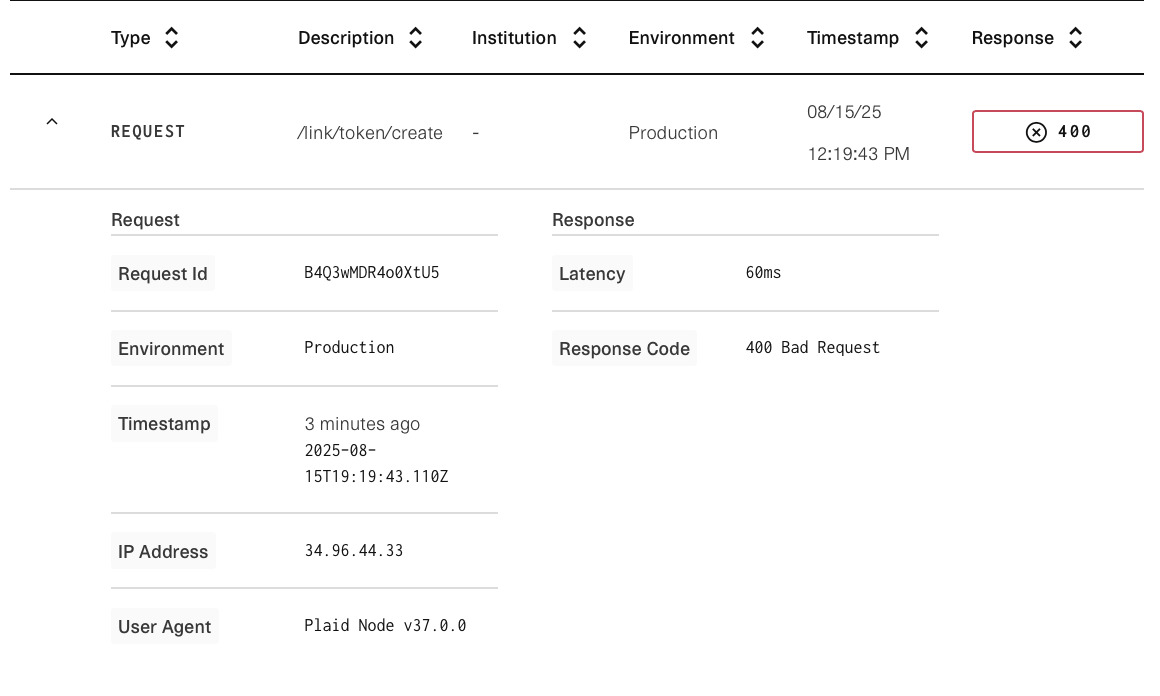 Type Description Institution Environment Timestamp Response
REQUEST /link/token/create - Production 08/15/25
12:19:43 PM
400
Request
Request Id B4Q3wMDR4o0XtU5
Environment Production
Timestamp 3 minutes ago
2025-08-
15T19:19:43.110Z
IP Address 34.96.44.33
User Agent Plaid Node v37.0.0
Response
Latency 60ms
Response Code 400 Bad Request